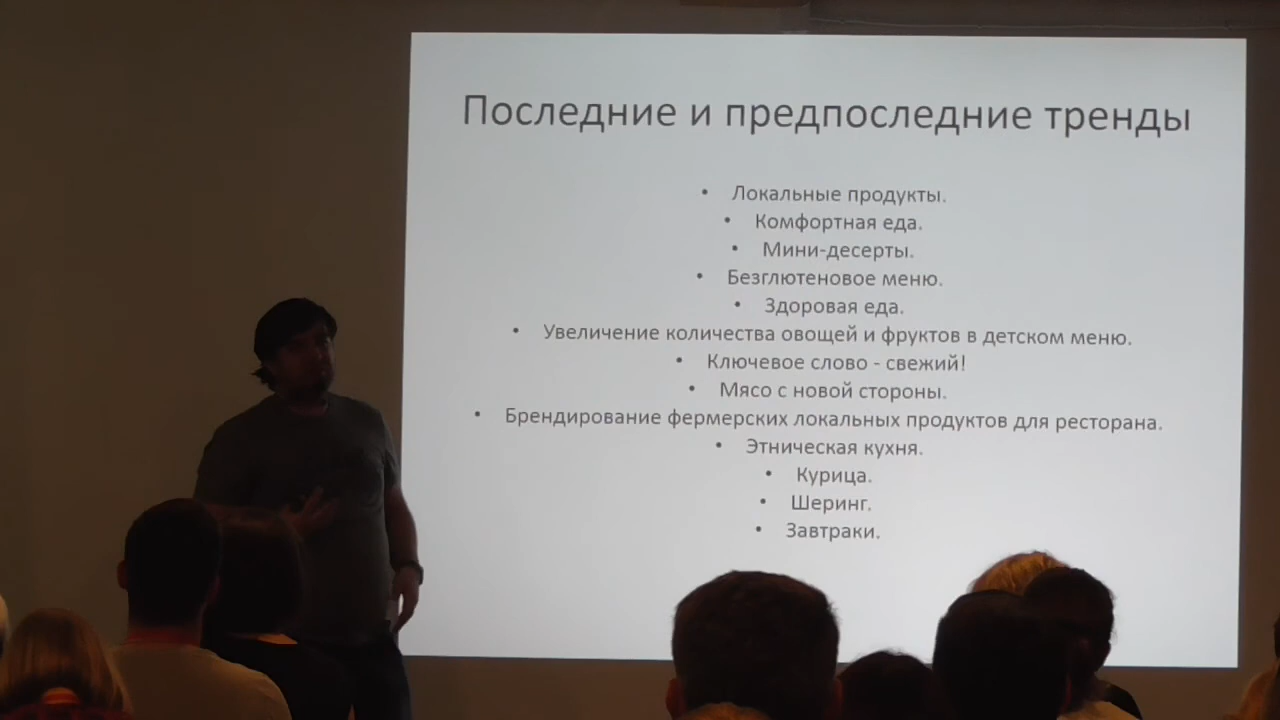 Последние и предпоследние тренды
• Локальные продукты.
• Комфортная еда.
• Мини-десерты.
• Безглютеновое меню.
• Здоровая еда.
• Увеличение количества овощей и фруктов в детском меню.
• Ключевое слово - свежий!
• Мясо с новой стороны.
• Брендирование фермерских локальных продуктов для ресторана.
• Этническая кухня.
• Курица.
• Шеринг.
• Завтраки.